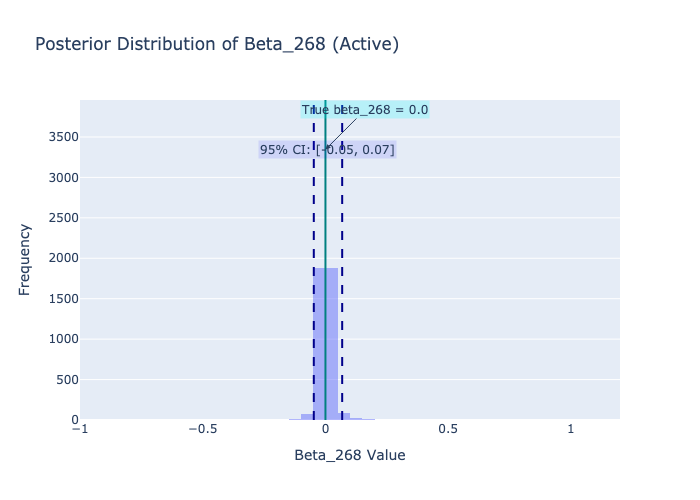 Posterior Distribution of Beta_268 (Active)
True beta_268 = 0.0
95% CI: [-0.05, 0.07]
3500
3000
2500
2000
1500
1000
500
0
Frequency
−1
−0.5
0
0.5
1
Beta_268 Value